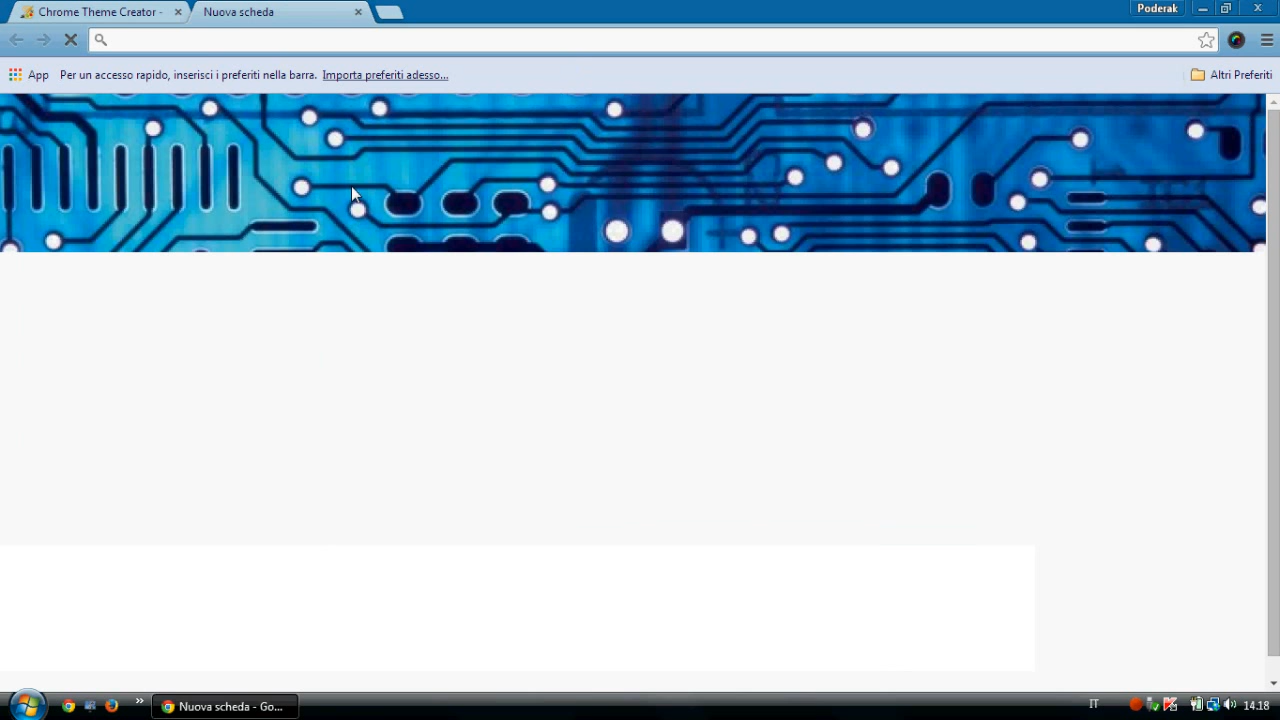 Chrome Theme Creator -
Nuova scheda
Poderak
App
Per un accesso rapido, inserisci i preferiti nella barra.
Importa preferiti adesso...
Altri Preferiti
Nuova scheda - Go...
IT
14.18